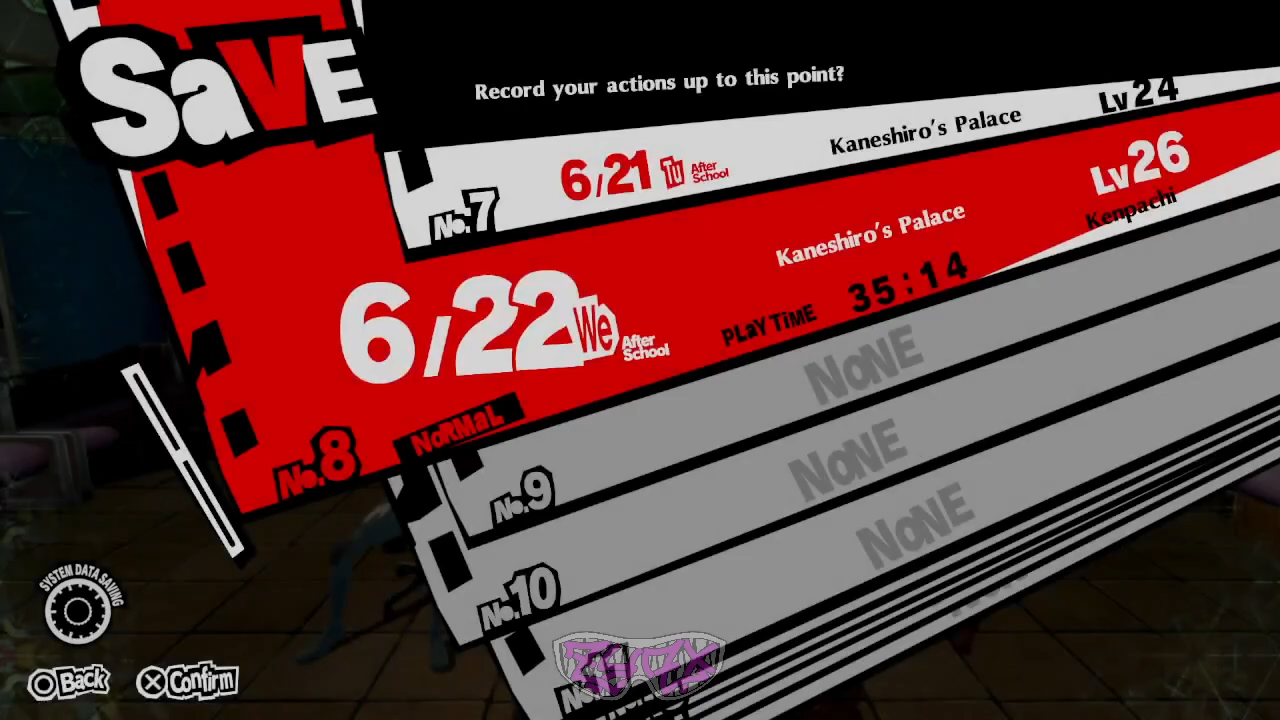 SaVE
Record your actions up to this point?
No.7 6/21 Tu After School Kaneshiro's Palace Lv24
Kaneshiro's Palace Lv26
Kenpachi
6/22 We After School
PLaY TiME 35:14
No.8 NoRMaL
No.9 NoNE
No.10 NoNE
NoNE
SYSTEM DATA SAVING
Back Confirm